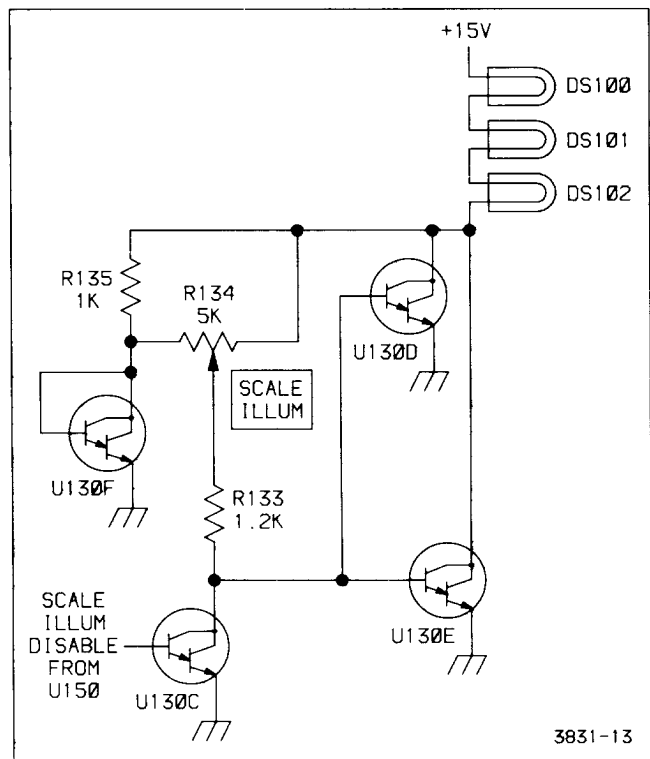 +15V
DS100
DS101
DS102
R135
1K
R134
5K
U130D
SCALE
ILLUM
U130F
R133
1.2K
SCALE
ILLUM
DISABLE
FROM
U150
U130E
U130C
3831-13